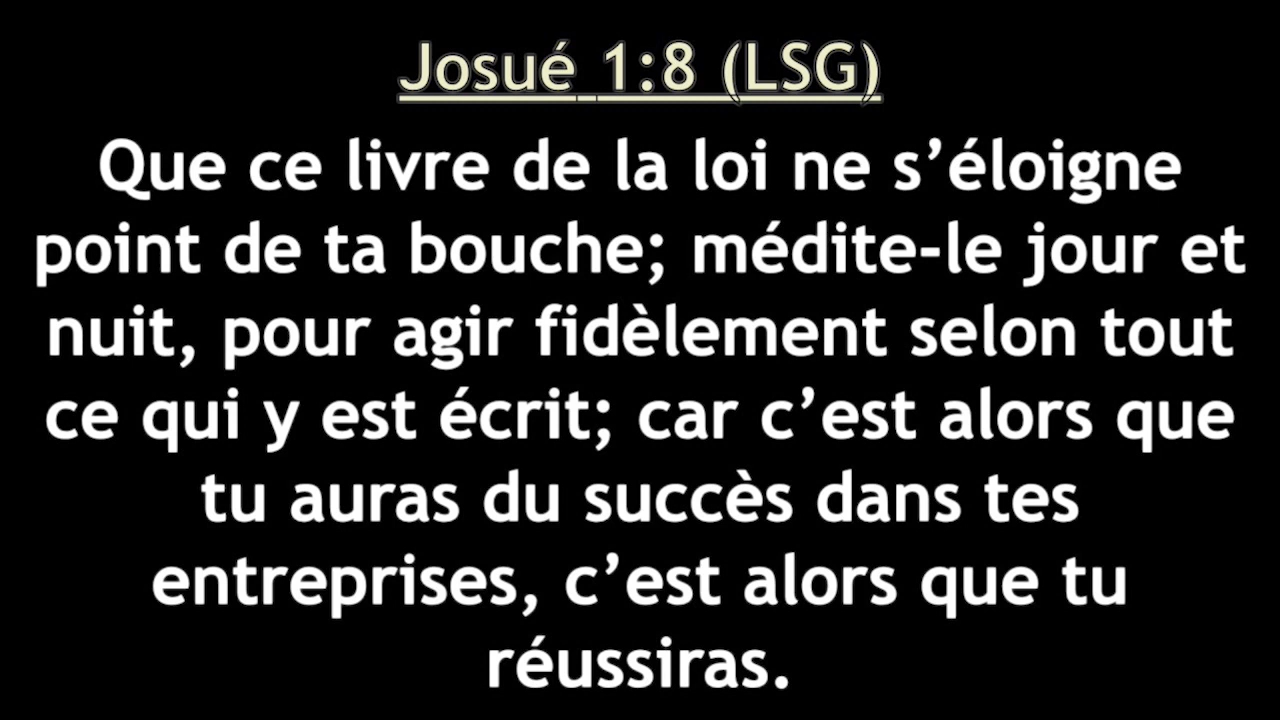 Josué 1:8 (LSG)
Que ce livre de la loi ne s’éloigne
point de ta bouche; médite-le jour et
nuit, pour agir fidèlement selon tout
ce qui y est écrit; car c’est alors que
tu auras du succès dans tes
entreprises, c’est alors que tu
réussiras.